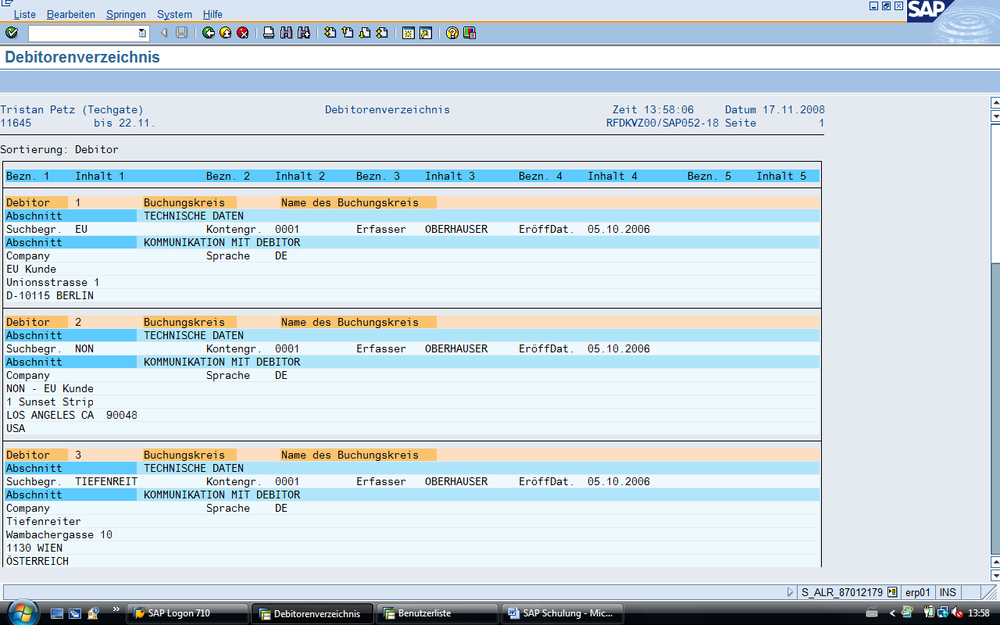 Liste Bearbeiten Springen System Hilfe
SAP
Debitorenverzeichnis
Tristan Petz (Techgate) Debitorenverzeichnis Zeit 13:58:06 Datum 17.11.2008
11645 bis 22.11. RFDKVZ00/SAP052-18 Seite 1
Sortierung: Debitor
Bezn. 1 Inhalt 1 Bezn. 2 Inhalt 2 Bezn. 3 Inhalt 3 Bezn. 4 Inhalt 4 Bezn. 5 Inhalt 5
Debitor 1 Buchungskreis Name des Buchungskreis
Abschnitt TECHNISCHE DATEN
Suchbegr. EU Kontengr. 0001 Erfasser OBERHAUSER EröffDat. 05.10.2006
Abschnitt KOMMUNIKATION MIT DEBITOR
Company Sprache DE
EU Kunde
Unionsstrasse 1
D-10115 BERLIN
Debitor 2 Buchungskreis Name des Buchungskreis
Abschnitt TECHNISCHE DATEN
Suchbegr. NON Kontengr. 0001 Erfasser OBERHAUSER EröffDat. 05.10.2006
Abschnitt KOMMUNIKATION MIT DEBITOR
Company Sprache DE
NON - EU Kunde
1 Sunset Strip
LOS ANGELES CA 90048
USA
Debitor 3 Buchungskreis Name des Buchungskreis
Abschnitt TECHNISCHE DATEN
Suchbegr. TIEFENREIT Kontengr. 0001 Erfasser OBERHAUSER EröffDat. 05.10.2006
Abschnitt KOMMUNIKATION MIT DEBITOR
Company Sprache DE
Tiefenreiter
Wambachergasse 10
1130 WIEN
ÖSTERREICH
S_ALR_87012179 erp01 INS
SAP Logon 710 Debitorenverzeichnis Benutzerliste SAP Schulung - Mic... 13:58